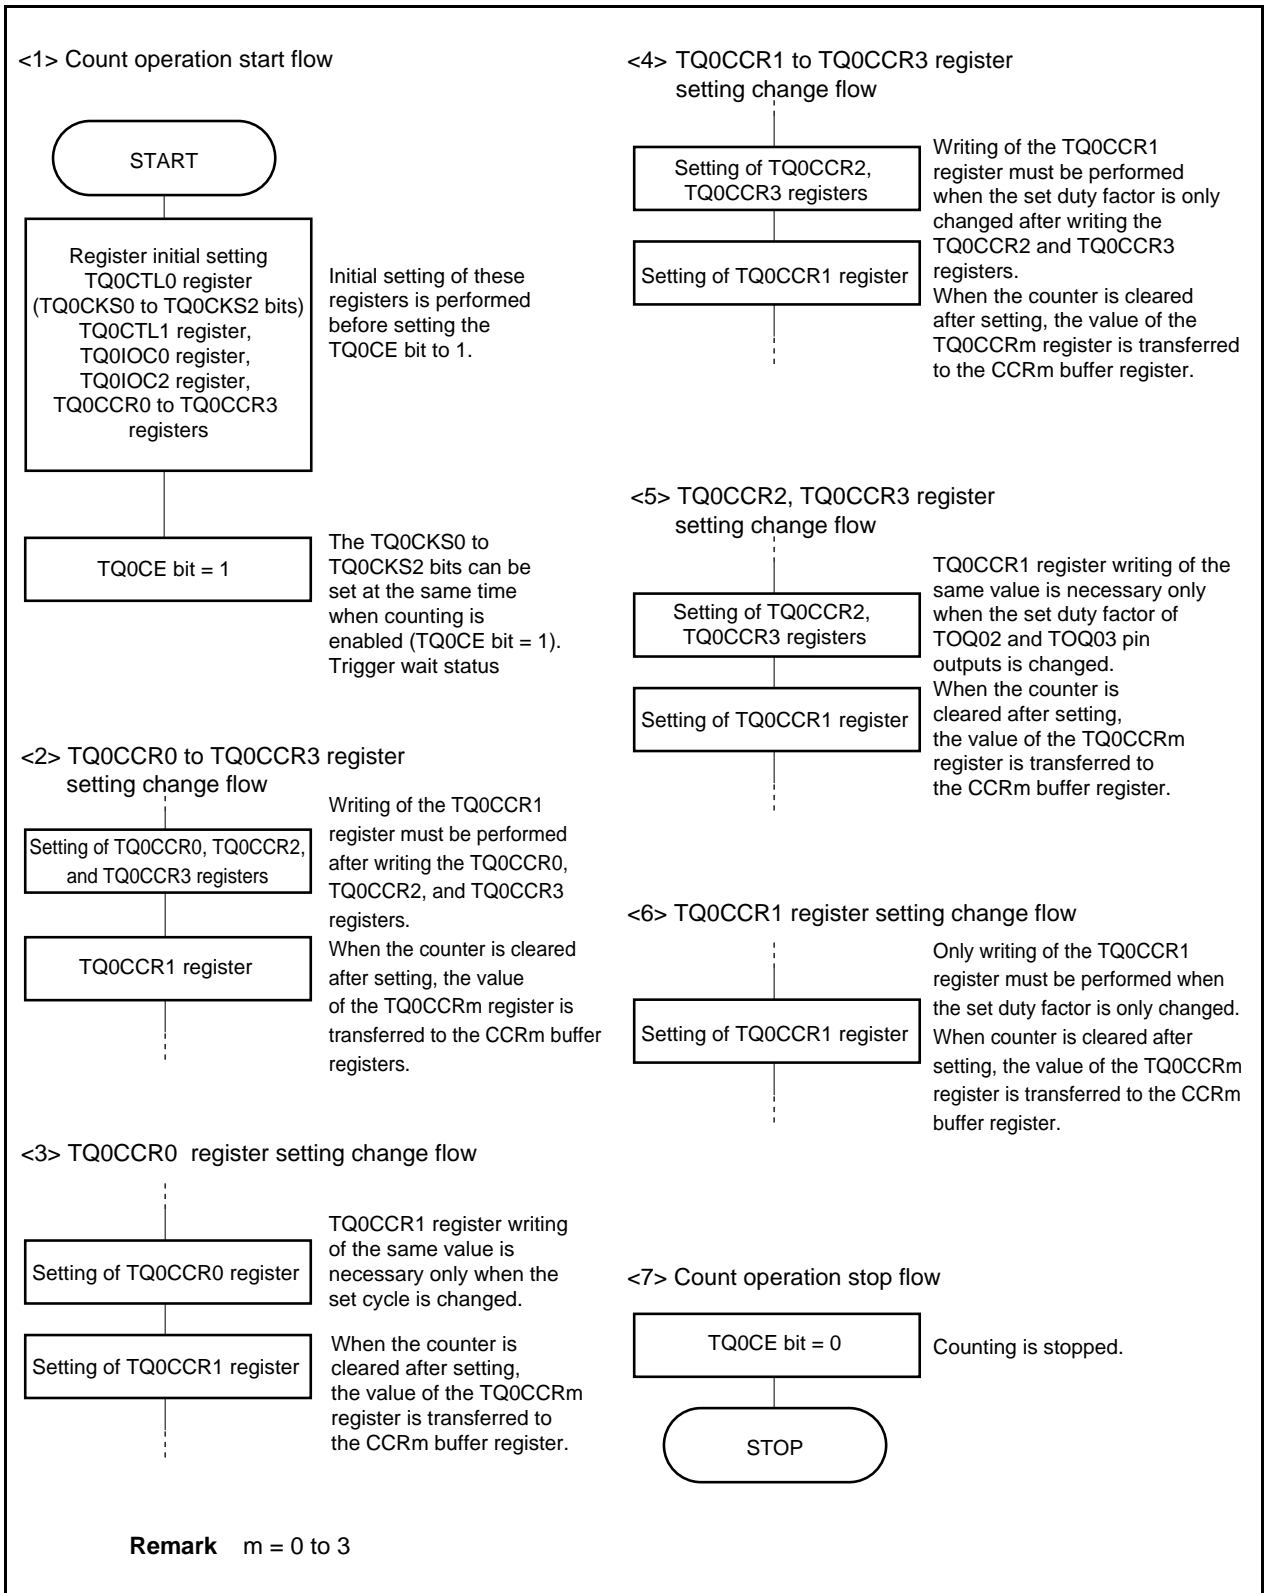 <1> Count operation start flow
START
Register initial setting
TQ0CTL0 register
(TQ0CKS0 to TQ0CKS2 bits)
TQ0CTL1 register,
TQ0IOC0 register,
TQ0IOC2 register,
TQ0CCR0 to TQ0CCR3
registers
Initial setting of these
registers is performed
before setting the
TQ0CE bit to 1.
TQ0CE bit = 1
The TQ0CKS0 to
TQ0CKS2 bits can be
set at the same time
when counting is
enabled (TQ0CE bit = 1).
Trigger wait status
<2> TQ0CCR0 to TQ0CCR3 register
setting change flow
Setting of TQ0CCR0, TQ0CCR2,
and TQ0CCR3 registers
TQ0CCR1 register
Writing of the TQ0CCR1
register must be performed
after writing the TQ0CCR0,
TQ0CCR2, and TQ0CCR3
registers.
When the counter is cleared
after setting, the value
of the TQ0CCRm register is
transferred to the CCRm buffer
registers.
<3> TQ0CCR0 register setting change flow
Setting of TQ0CCR0 register
TQ0CCR1 register writing
of the same value is
necessary only when the
set cycle is changed.
Setting of TQ0CCR1 register
When the counter is
cleared after setting,
the value of the TQ0CCRm
register is transferred to
the CCRm buffer register.
<4> TQ0CCR1 to TQ0CCR3 register
setting change flow
Setting of TQ0CCR2,
TQ0CCR3 registers
Setting of TQ0CCR1 register
Writing of the TQ0CCR1
register must be performed
when the set duty factor is only
changed after writing the
TQ0CCR2 and TQ0CCR3
registers.
When the counter is cleared
after setting, the value of the
TQ0CCRm register is transferred
to the CCRm buffer register.
<5> TQ0CCR2, TQ0CCR3 register
setting change flow
Setting of TQ0CCR2,
TQ0CCR3 registers
Setting of TQ0CCR1 register
TQ0CCR1 register writing of the
same value is necessary only
when the set duty factor of
TOQ02 and TOQ03 pin
outputs is changed.
When the counter is
cleared after setting,
the value of the TQ0CCRm
register is transferred to
the CCRm buffer register.
<6> TQ0CCR1 register setting change flow
Setting of TQ0CCR1 register
Only writing of the TQ0CCR1
register must be performed when
the set duty factor is only changed.
When counter is cleared after
setting, the value of the TQ0CCRm
register is transferred to the CCRm
buffer register.
<7> Count operation stop flow
TQ0CE bit = 0
Counting is stopped.
STOP
Remark m = 0 to 3